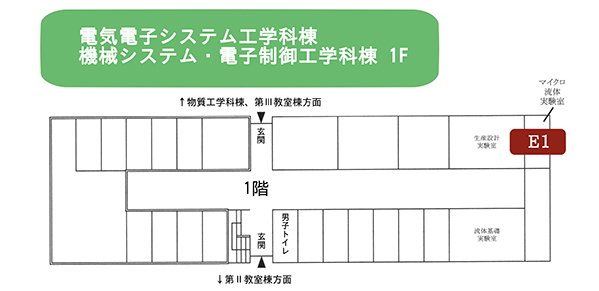 電気電子システム工学科棟
機械システム・電子制御工学科棟 1F
マイクロ
流体
実験室
↑物質工学科棟、第Ⅲ教室棟方面
玄関
生産設計
実験室
E1
1階
男子トイレ
玄関
流体基礎
実験室
↓第Ⅱ教室棟方面